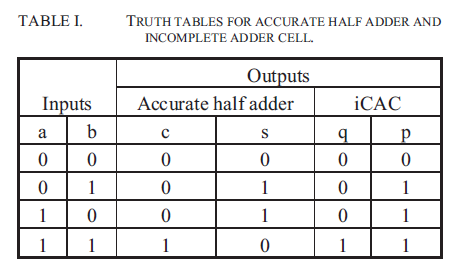 TABLE I. TRUTH TABLES FOR ACCURATE HALF ADDER AND
INCOMPLETE ADDER CELL.
Outputs
Inputs Accurate half adder iCAC
a b c s q p
0 0 0 0 0 0
0 1 0 1 0 1
1 0 0 1 0 1
1 1 1 0 1 1